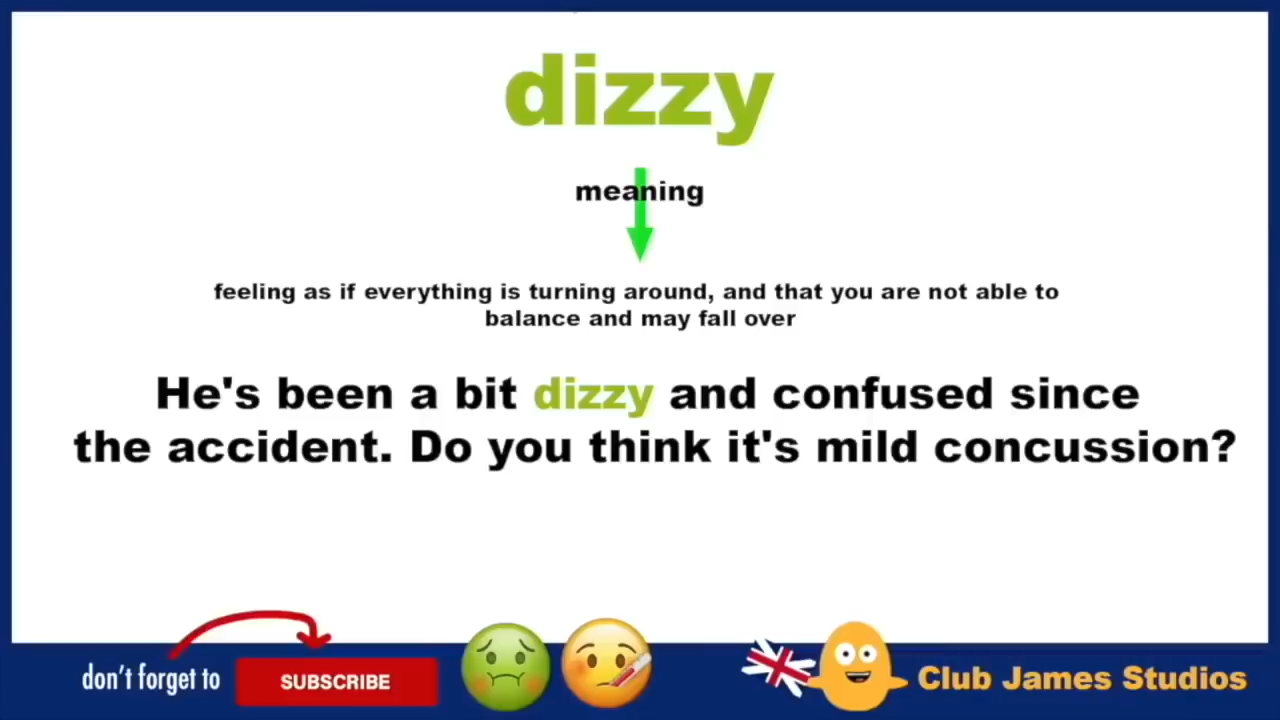 dizzy
meaning
feeling as if everything is turning around, and that you are not able to
balance and may fall over
He's been a bit dizzy and confused since
the accident. Do you think it's mild concussion?
don't forget to
SUBSCRIBE
Club James Studios